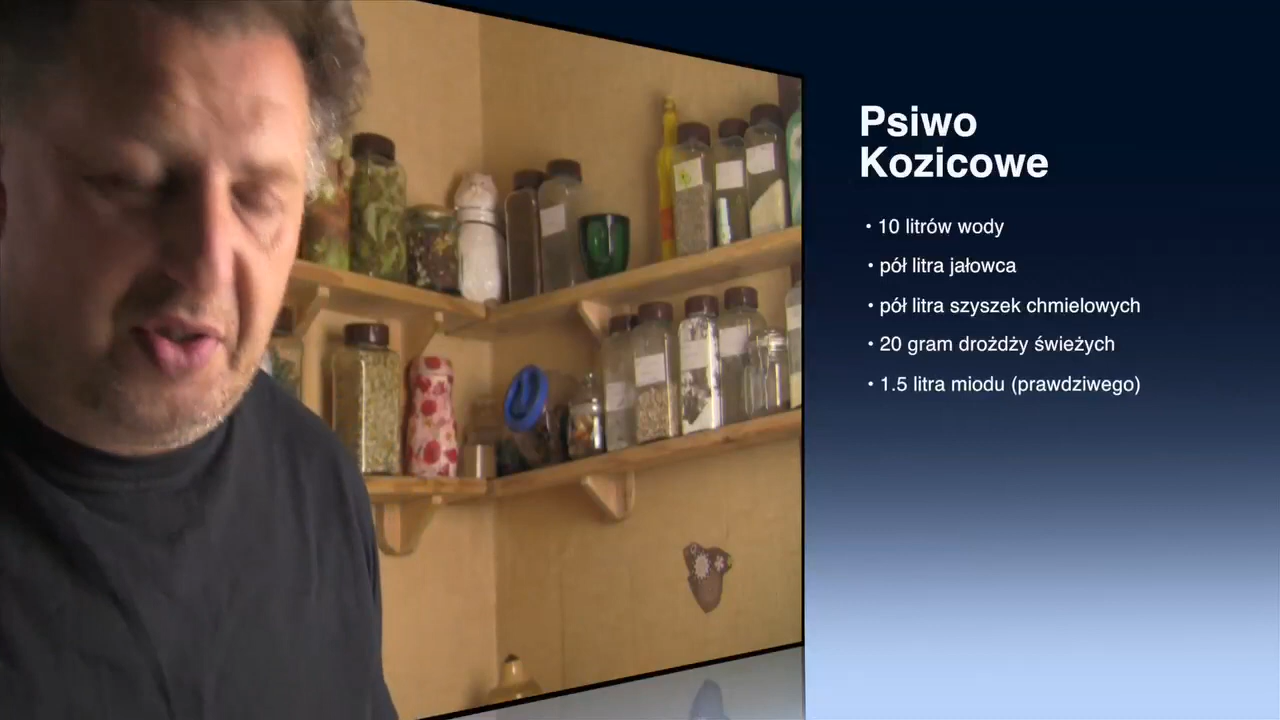 Psiwo
Kozicowe
• 10 litrów wody
• pół litra jałowca
• pół litra szyszek chmielowych
• 20 gram drożdży świeżych
• 1.5 litra miodu (prawdziwego)